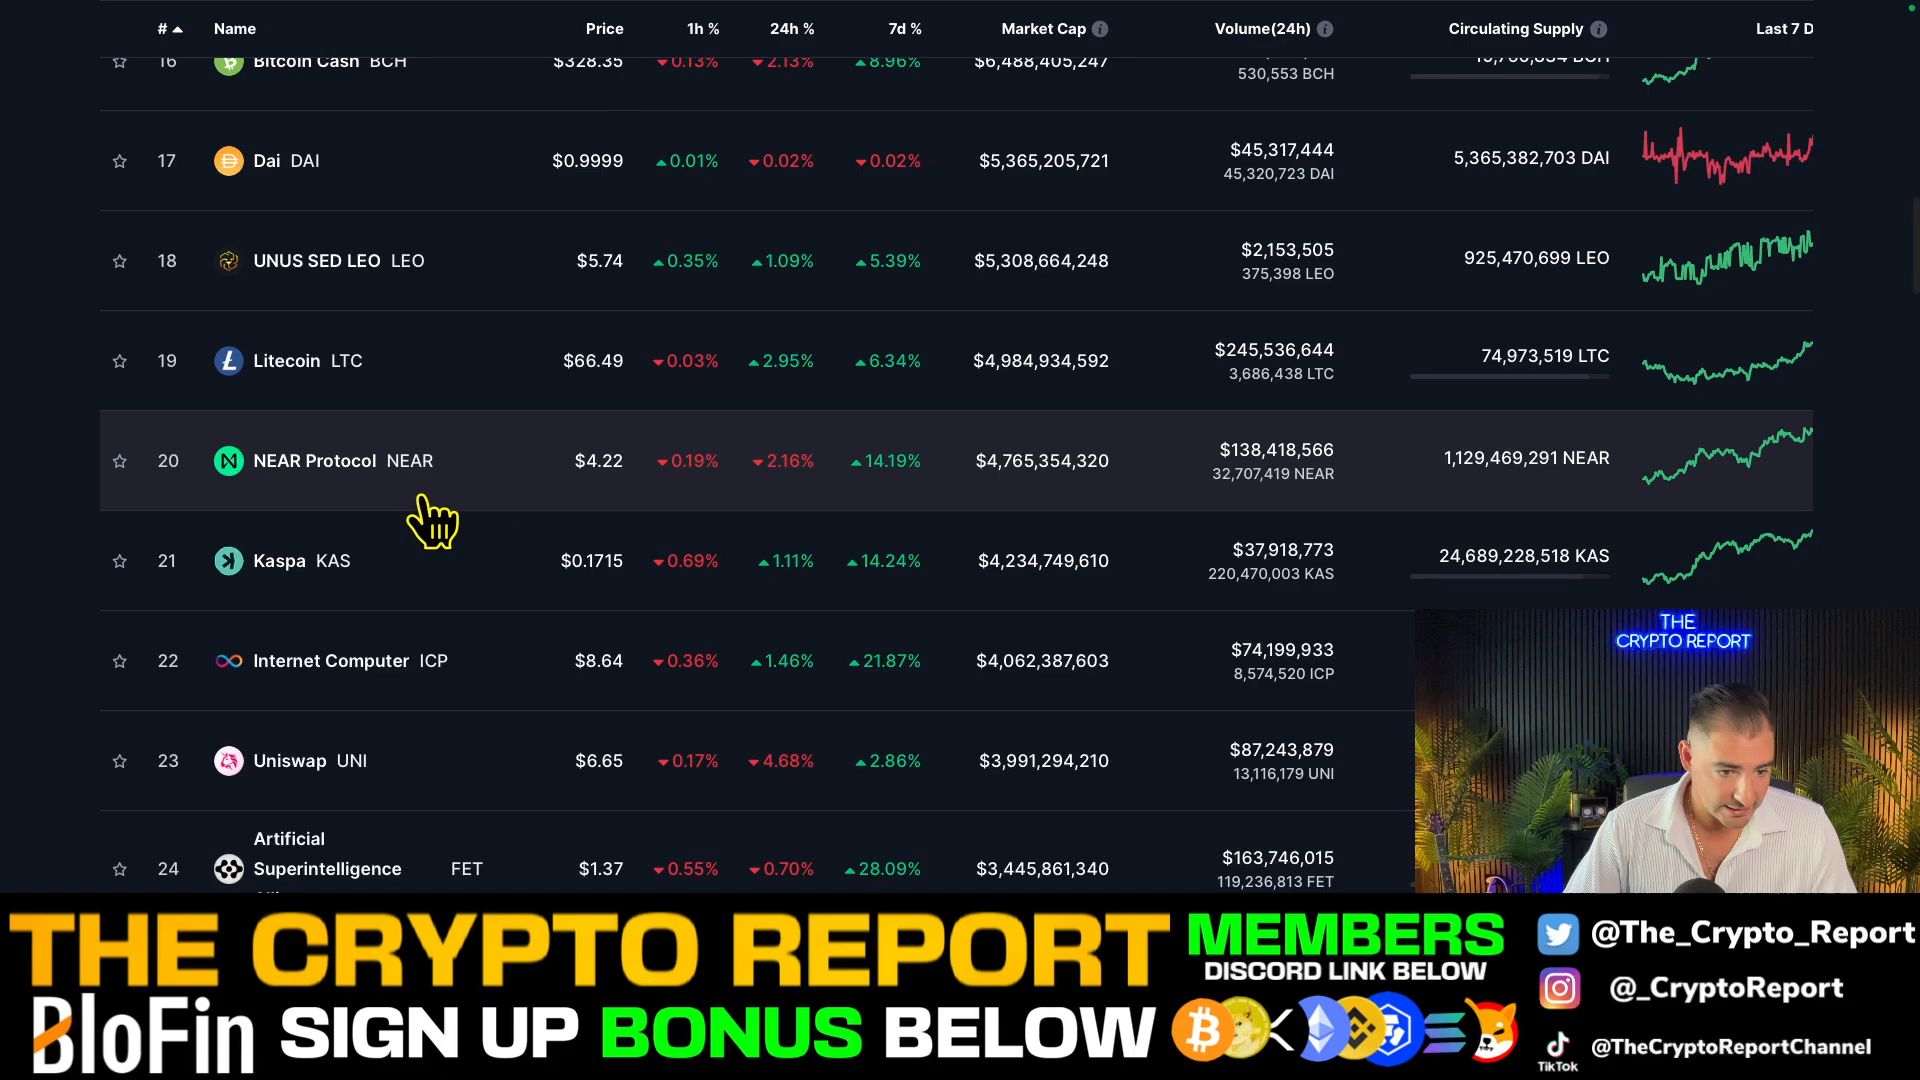 # Name Price 1h % 24h % 7d % Market Cap Volume(24h) Circulating Supply Last 7 D
16 Bitcoin Cash BCH $328.35 0.13% 2.13% 8.96% $6,488,405,247
530,553 BCH
17 Dai DAI $0.9999 0.01% 0.02% 0.02% $5,365,205,721 $45,317,444 5,365,382,703 DAI
45,320,723 DAI
18 UNUS SED LEO LEO $5.74 0.35% 1.09% 5.39% $5,308,664,248 $2,153,505 925,470,699 LEO
375,398 LEO
19 Litecoin LTC $66.49 0.03% 2.95% 6.34% $4,984,934,592 $245,536,644 74,973,519 LTC
3,686,438 LTC
20 NEAR Protocol NEAR $4.22 0.19% 2.16% 14.19% $4,765,354,320 $138,418,566 1,129,469,291 NEAR
32,707,419 NEAR
21 Kaspa KAS $0.1715 0.69% 1.11% 14.24% $4,234,749,610 $37,918,773 24,689,228,518 KAS
220,470,003 KAS
22 Internet Computer ICP $8.64 0.36% 1.46% 21.87% $4,062,387,603 $74,199,933
8,574,520 ICP
23 Uniswap UNI $6.65 0.17% 4.68% 2.86% $3,991,294,210 $87,243,879
13,116,179 UNI
24 Artificial
Superintelligence FET $1.37 0.55% 0.70% 28.09% $3,445,861,340 $163,746,015
119,236,813 FET
THE
CRYPTO REPORT
THE CRYPTO REPORT
BloFin SIGN UP BONUS BELOW
MEMBERS
DISCORD LINK BELOW
@The_Crypto_Report
@_CryptoReport
TikTok @TheCryptoReportChannel